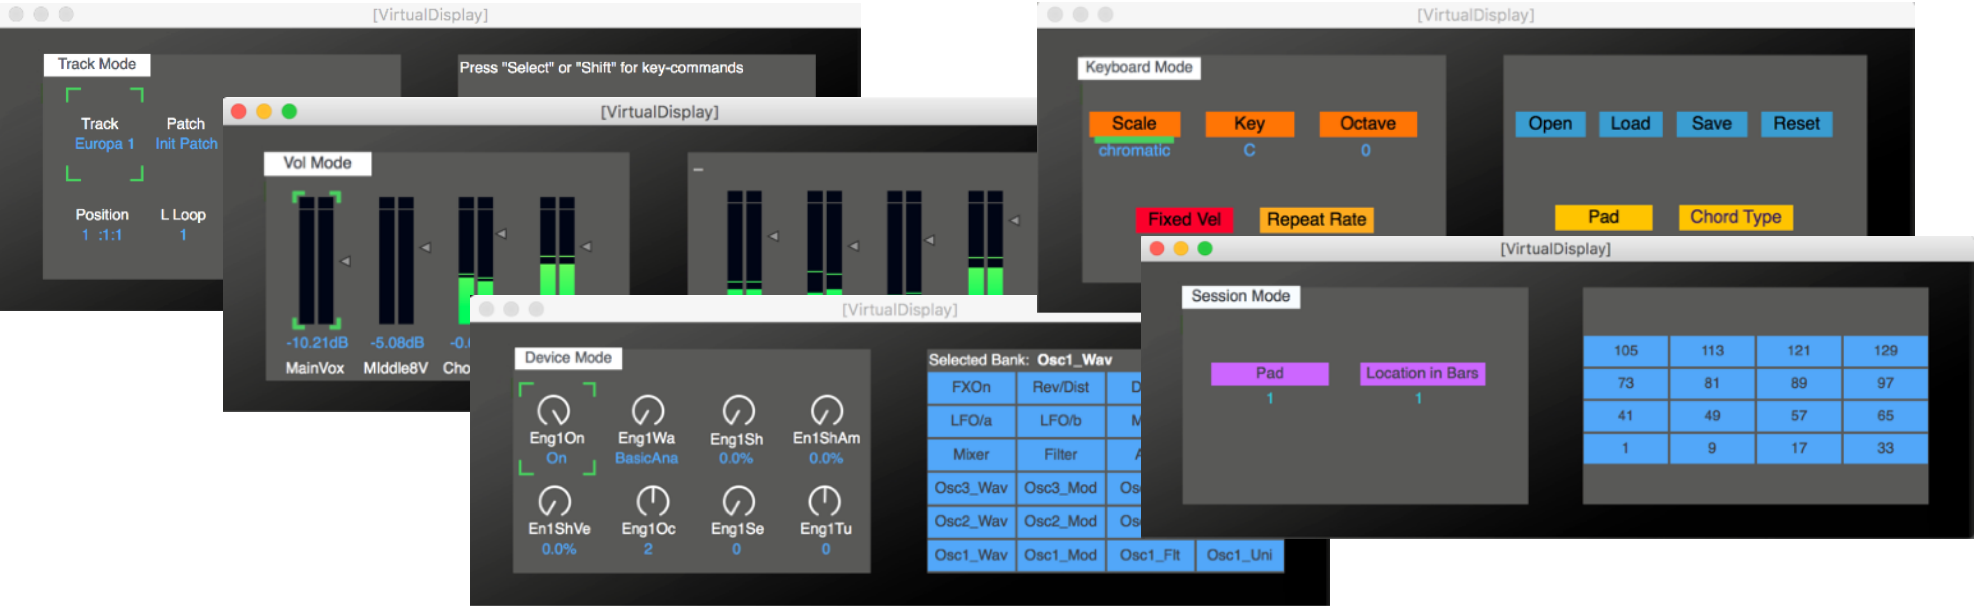 [VirtualDisplay]
Track Mode
Press "Select" or "Shift" for key-commands
Track Patch
Europa 1 Init Patch
Position L Loop
1 :1:1 1
[VirtualDisplay]
Vol Mode
-10.21dB -5.08dB
MainVox MIddle8V
[VirtualDisplay]
Device Mode
Eng1On Eng1Wa Eng1Sh En1ShAm
On BasicAna 0.0% 0.0%
En1ShVe Eng1Oc Eng1Se Eng1Tu
0.0% 2 0 0
Selected Bank: Osc1_Wav
FXOn Rev/Dist
LFO/a LFO/b
Mixer Filter
Osc3_Wav Osc3_Mod
Osc2_Wav Osc2_Mod
Osc1_Wav Osc1_Mod Osc1_Flt Osc1_Uni
[VirtualDisplay]
Keyboard Mode
Scale Key Octave
chromatic C 0
Fixed Vel Repeat Rate
Open Load Save Reset
Pad Chord Type
[VirtualDisplay]
Session Mode
Pad Location in Bars
1 1
105 113 121 129
73 81 89 97
41 49 57 65
1 9 17 33